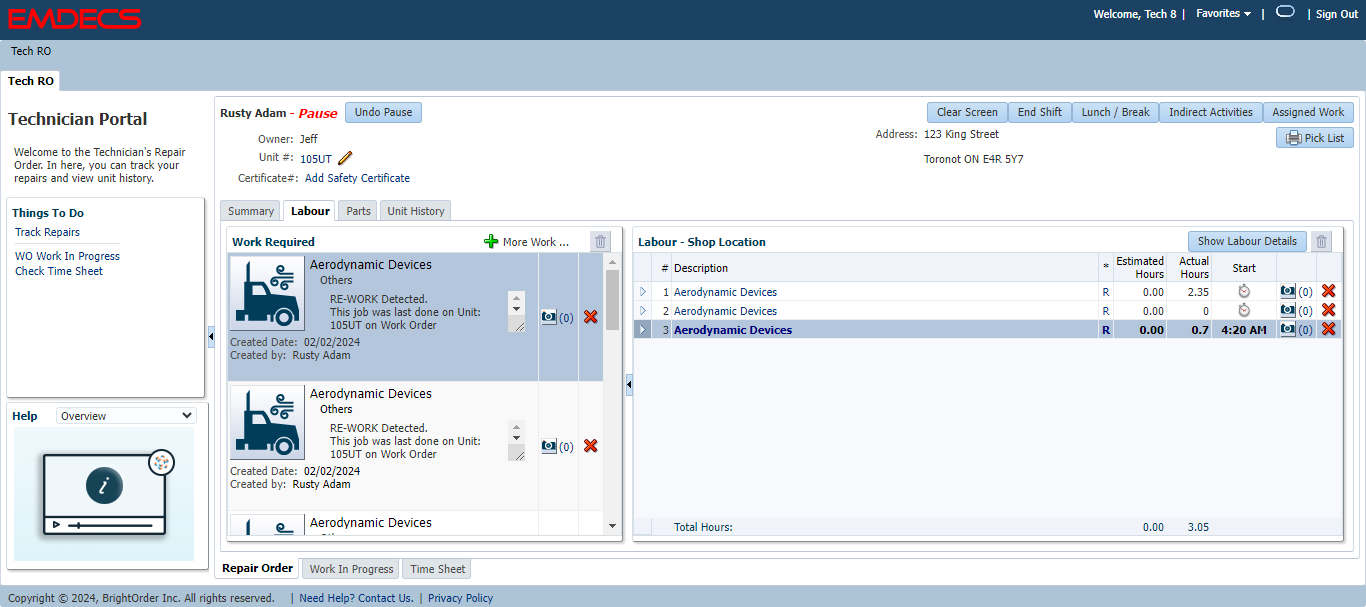 EMDECS
Welcome, Tech 8 | Favorites | | Sign Out
Tech RO
Tech RO
Technician Portal
Welcome to the Technician's Repair
Order. In here, you can track your
repairs and view unit history.
Things To Do
Track Repairs
WO Work In Progress
Check Time Sheet
Help Overview
i
Rusty Adam - Pause Undo Pause
Clear Screen End Shift Lunch / Break Indirect Activities Assigned Work
Owner: Jeff
Address: 123 King Street
Pick List
Unit #: 105UT
Toronot ON E4R 5Y7
Certificate#: Add Safety Certificate
Summary Labour Parts Unit History
Work Required More Work ...
Aerodynamic Devices
Others
RE-WORK Detected.
This job was last done on Unit:
105UT on Work Order
(0)
Created Date: 02/02/2024
Created by: Rusty Adam
Aerodynamic Devices
Others
RE-WORK Detected.
This job was last done on Unit:
105UT on Work Order
(0)
Created Date: 02/02/2024
Created by: Rusty Adam
Aerodynamic Devices
Labour - Shop Location Show Labour Details
# Description * Estimated Hours Actual Hours Start
1 Aerodynamic Devices R 0.00 2.35 (0)
2 Aerodynamic Devices R 0.00 0 (0)
3 Aerodynamic Devices R 0.00 0.7 4:20 AM (0)
Total Hours: 0.00 3.05
Repair Order Work In Progress Time Sheet
Copyright © 2024, BrightOrder Inc. All rights reserved. | Need Help? Contact Us. | Privacy Policy